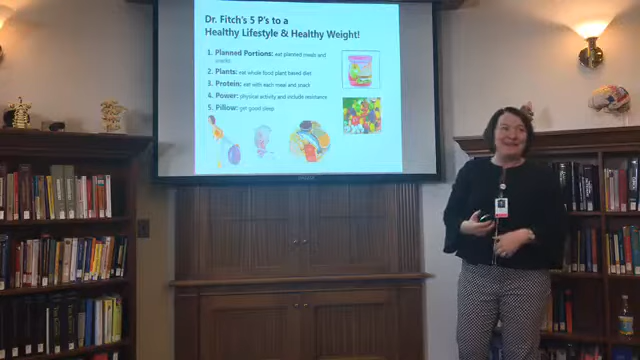 Dr. Fitch's 5 P's to a
Healthy Lifestyle & Healthy Weight!
1. Planned Portions: eat planned meals and
snacks
2. Plants: eat whole food plant based diet
3. Protein: eat with each meal and snack
4. Power: physical activity and include resistance
5. Pillow: get good sleep